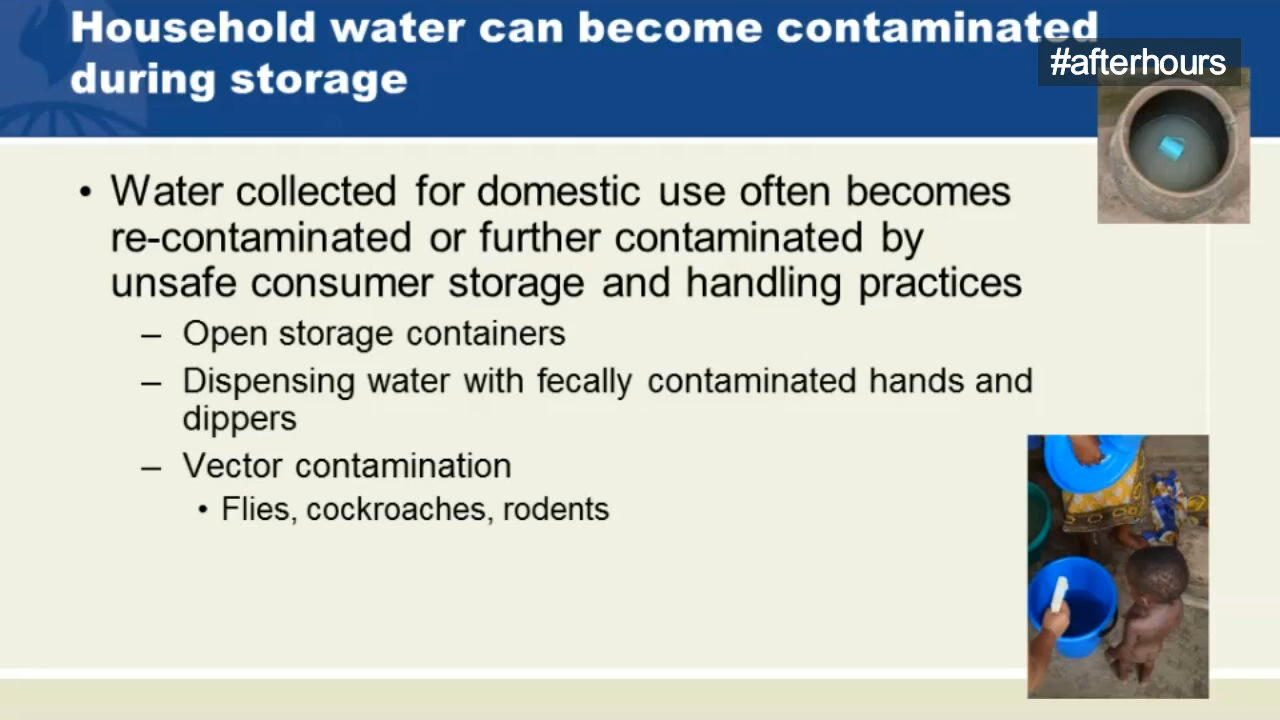 Household water can become contaminated
during storage
#afterhours
• Water collected for domestic use often becomes
re-contaminated or further contaminated by
unsafe consumer storage and handling practices
– Open storage containers
– Dispensing water with fecally contaminated hands and
dippers
– Vector contamination
• Flies, cockroaches, rodents